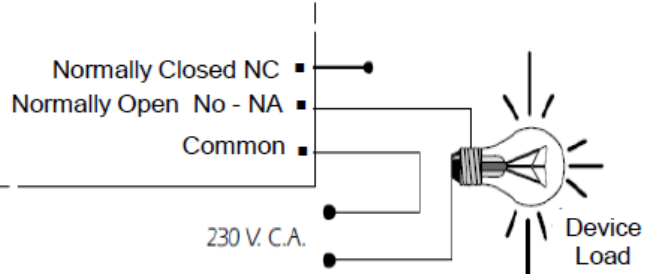 Normally Closed NC
Normally Open No - NA
Common
230 V. C.A.
Device
Load